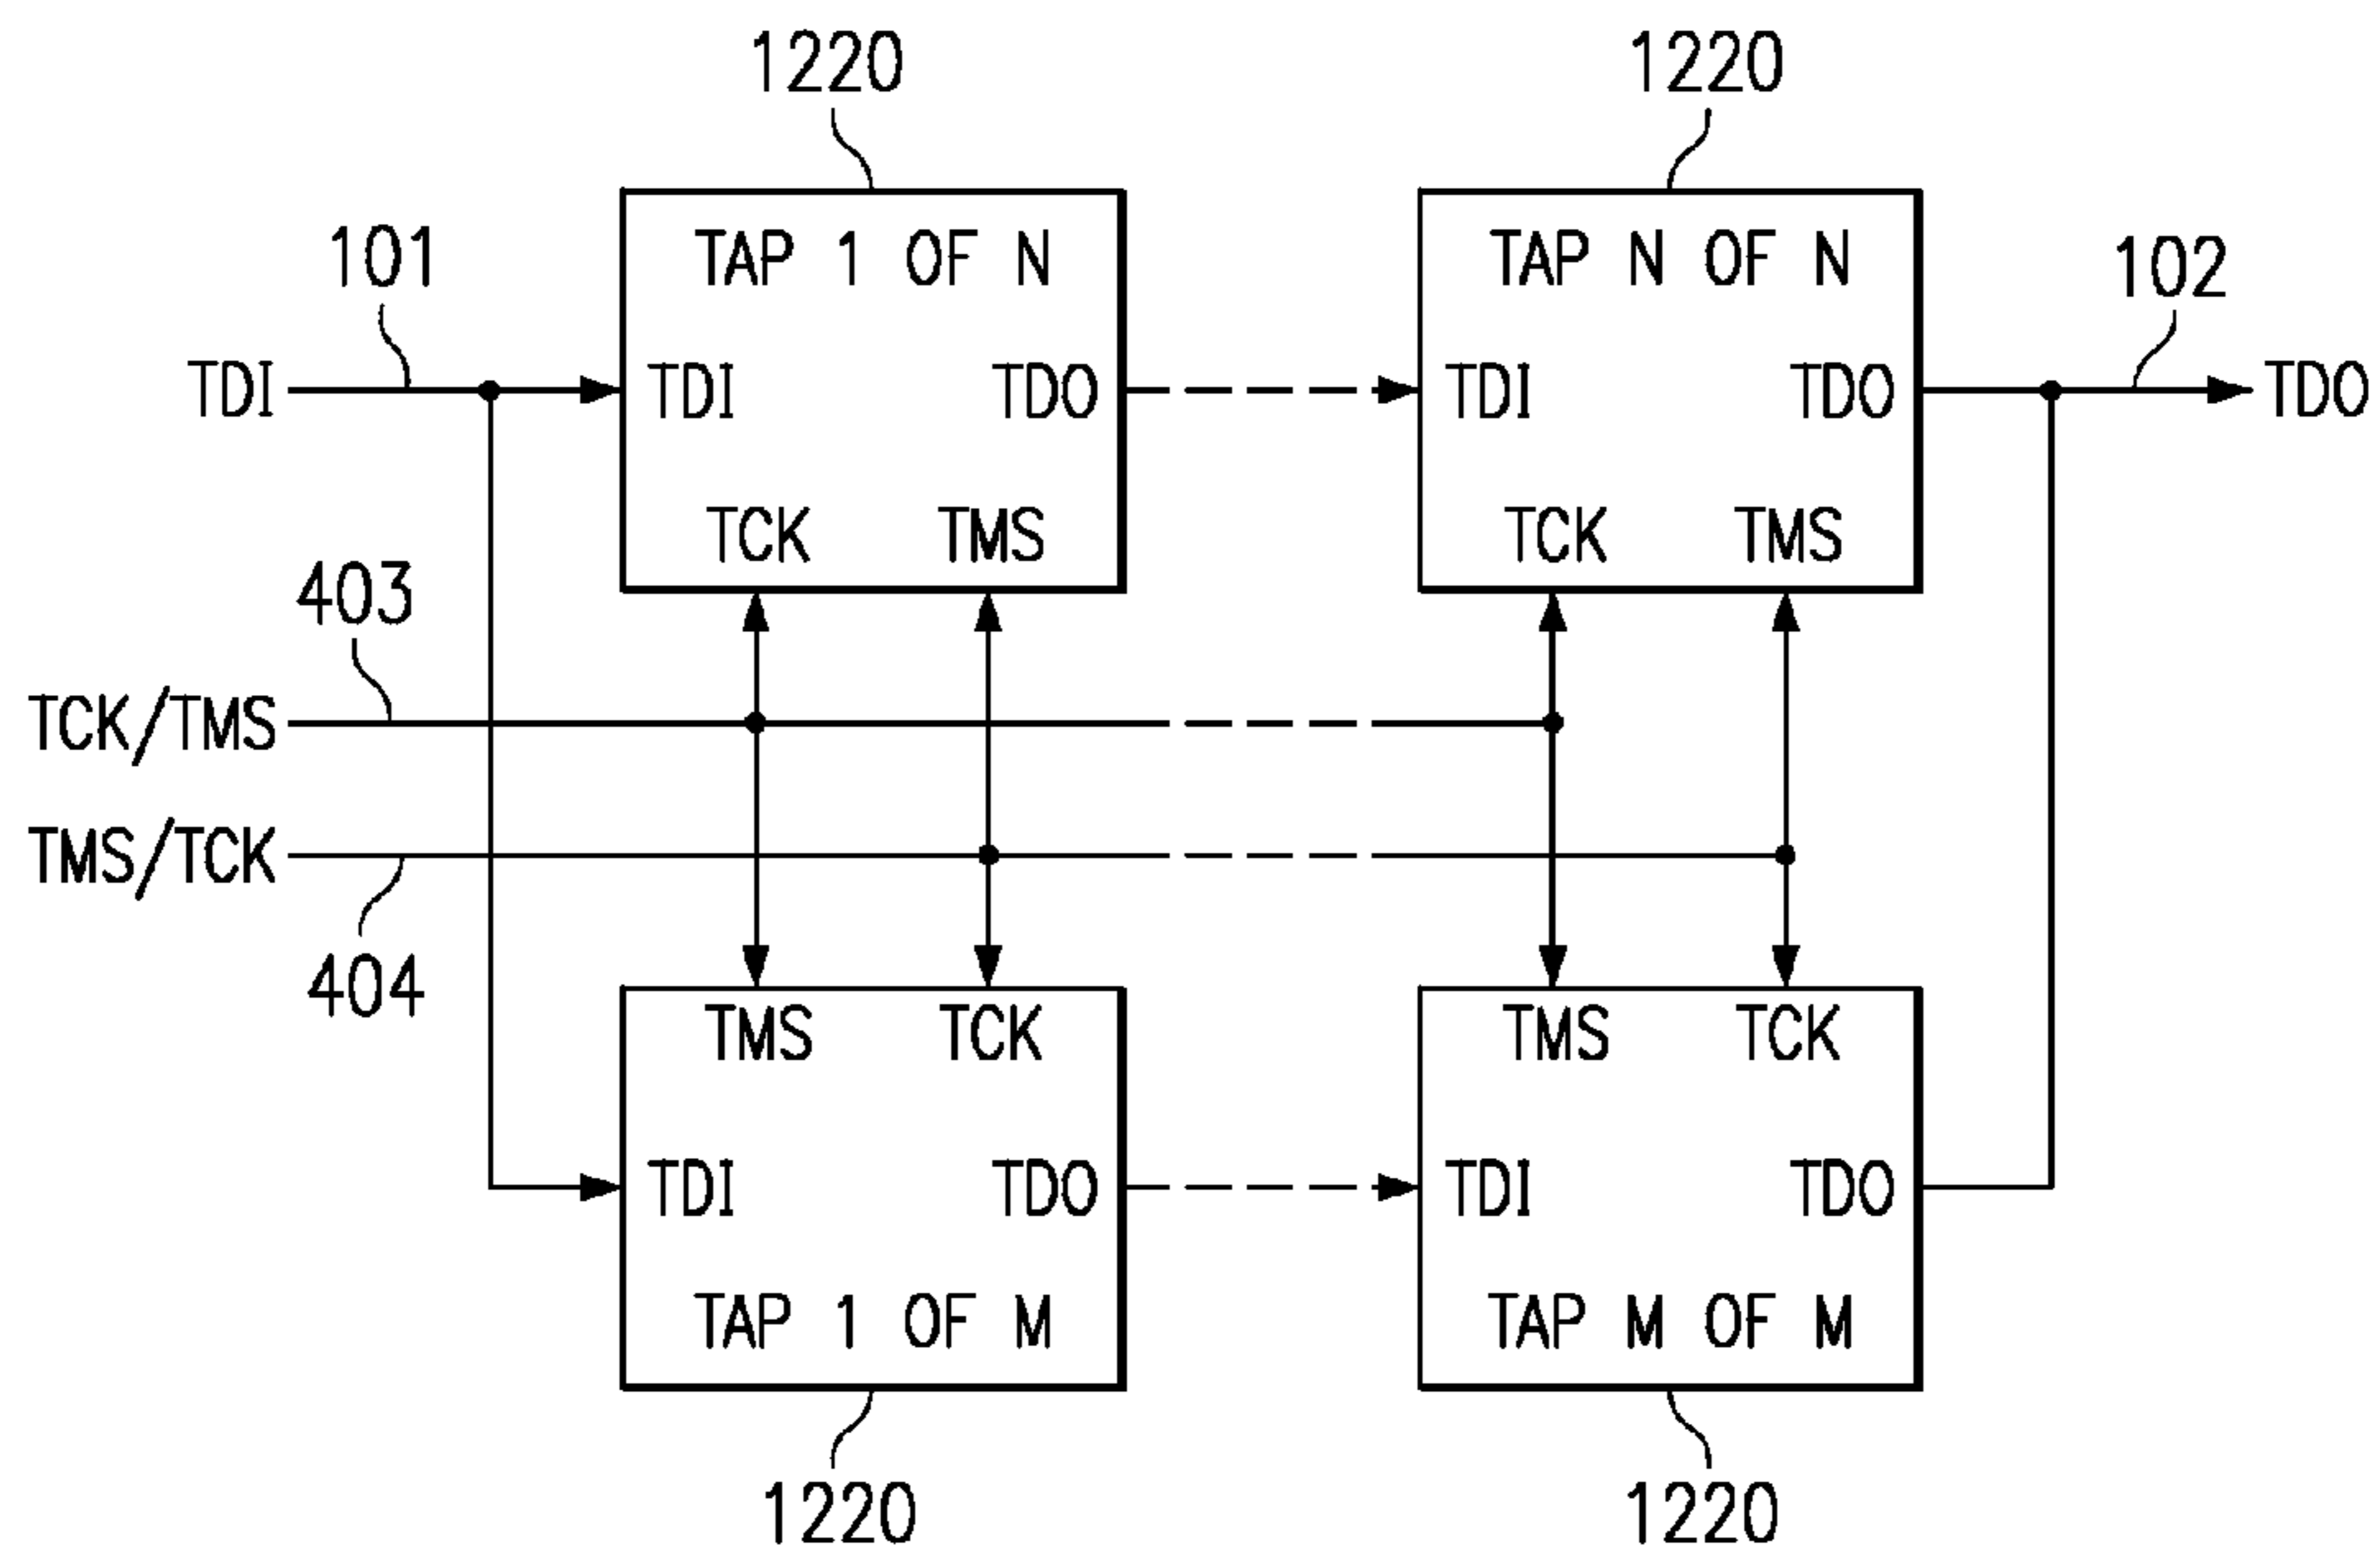 1220 1220
101 TAP 1 OF N TAP N OF N 102
TDI TDI TDO TDI TDO TDO
TCK TMS TCK TMS
403
TCK/TMS
TMS/TCK
404
TMS TCK TMS TCK
TDI TDO TDI TDO
TAP 1 OF M TAP M OF M
1220 1220